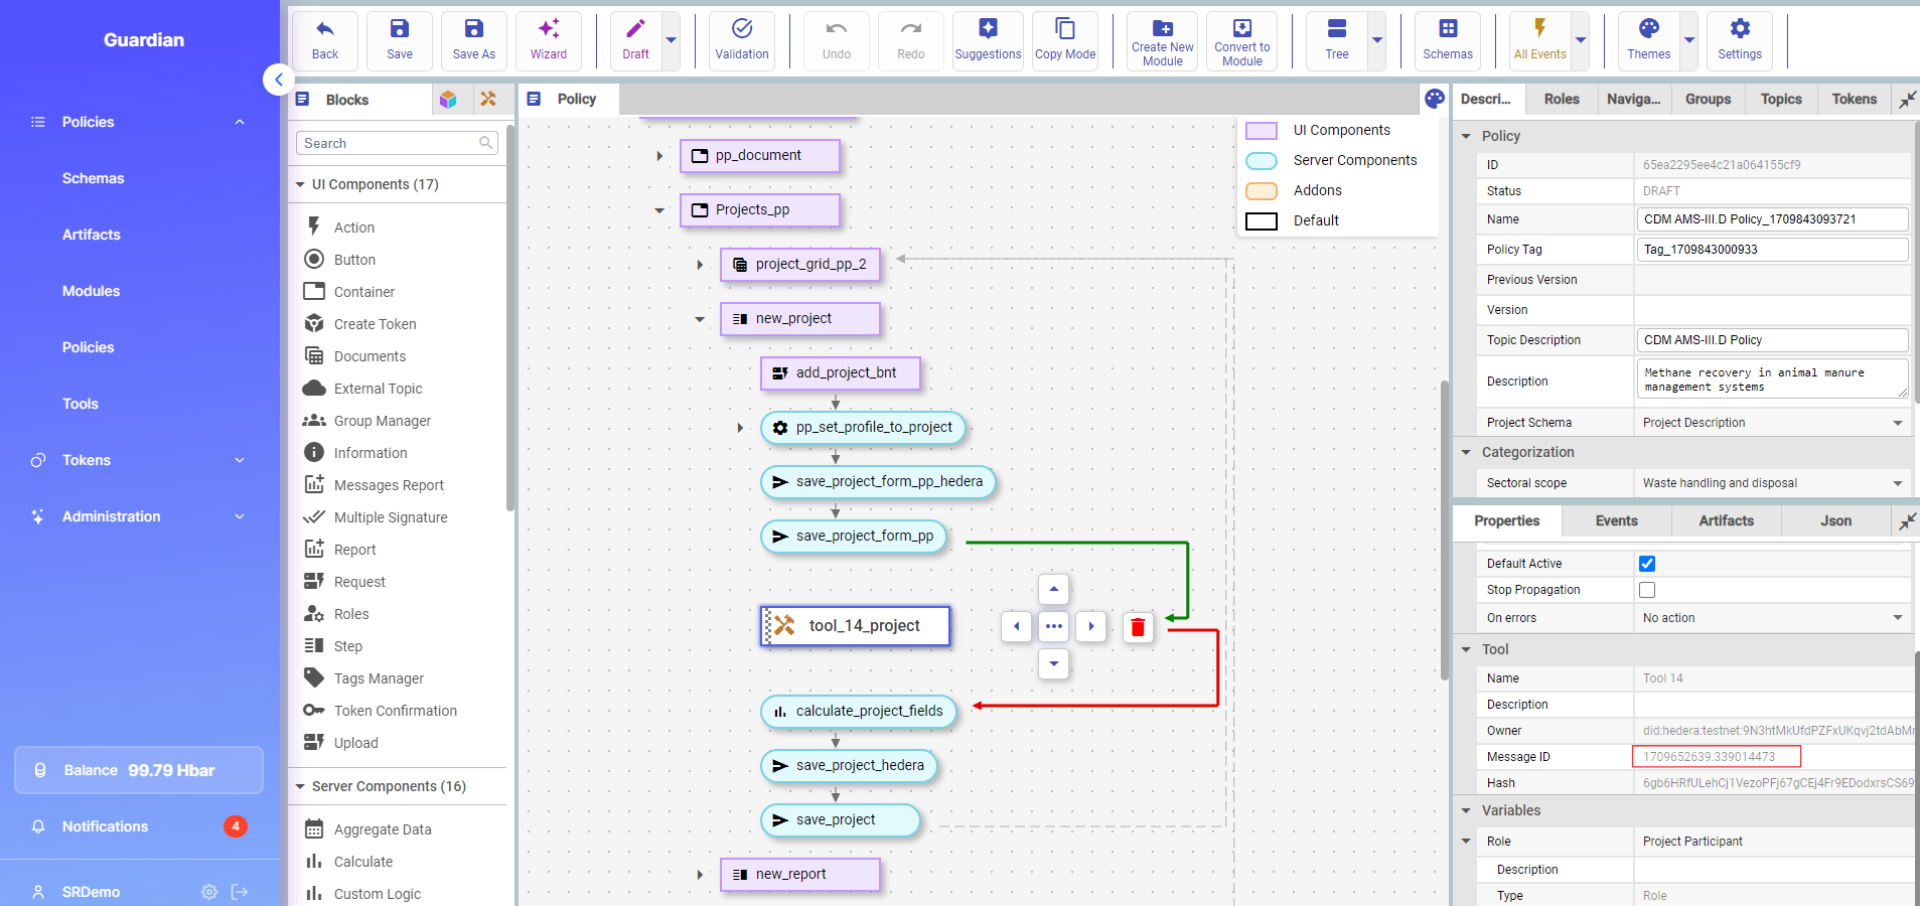 Guardian
Policies
Schemas
Artifacts
Modules
Policies
Tools
Tokens
Administration
Balance 99.79 Hbar
Notifications 4
SRDemo
Back
Save
Save As
Wizard
Draft
Validation
Undo
Redo
Suggestions
Copy Mode
Create New
Module
Convert to
Module
Tree
Schemas
All Events
Themes
Settings
Blocks
Search
UI Components (17)
Action
Button
Container
Create Token
Documents
External Topic
Group Manager
Information
Messages Report
Multiple Signature
Report
Request
Roles
Step
Tags Manager
Token Confirmation
Upload
Server Components (16)
Aggregate Data
Calculate
Custom Logic
Policy
pp_document
Projects_pp
project_grid_pp_2
new_project
add_project_bnt
pp_set_profile_to_project
save_project_form_pp_hedera
save_project_form_pp
tool_14_project
calculate_project_fields
save_project_hedera
save_project
new_report
UI Components
Server Components
Addons
Default
Descri... Roles Naviga... Groups Topics Tokens
Policy
ID 65ea2295ee4c21a064155cf9
Status DRAFT
Name CDM AMS-III.D Policy_1709843093721
Policy Tag Tag_1709843000933
Previous Version
Version
Topic Description CDM AMS-III.D Policy
Description Methane recovery in animal manure
management systems
Project Schema Project Description
Categorization
Sectoral scope Waste handling and disposal
Properties Events Artifacts Json
Default Active
Stop Propagation
On errors No action
Tool
Name Tool 14
Description
Owner did:hedera:testnet:9N3htMkUfdPZFxUKqvj2tdAbM
Message ID 1709652639.339014473
Hash 6gb6HRfULehCj1VezoPFj67gCEj4Fr9EDodxrsCS69
Variables
Role Project Participant
Description
Type Role